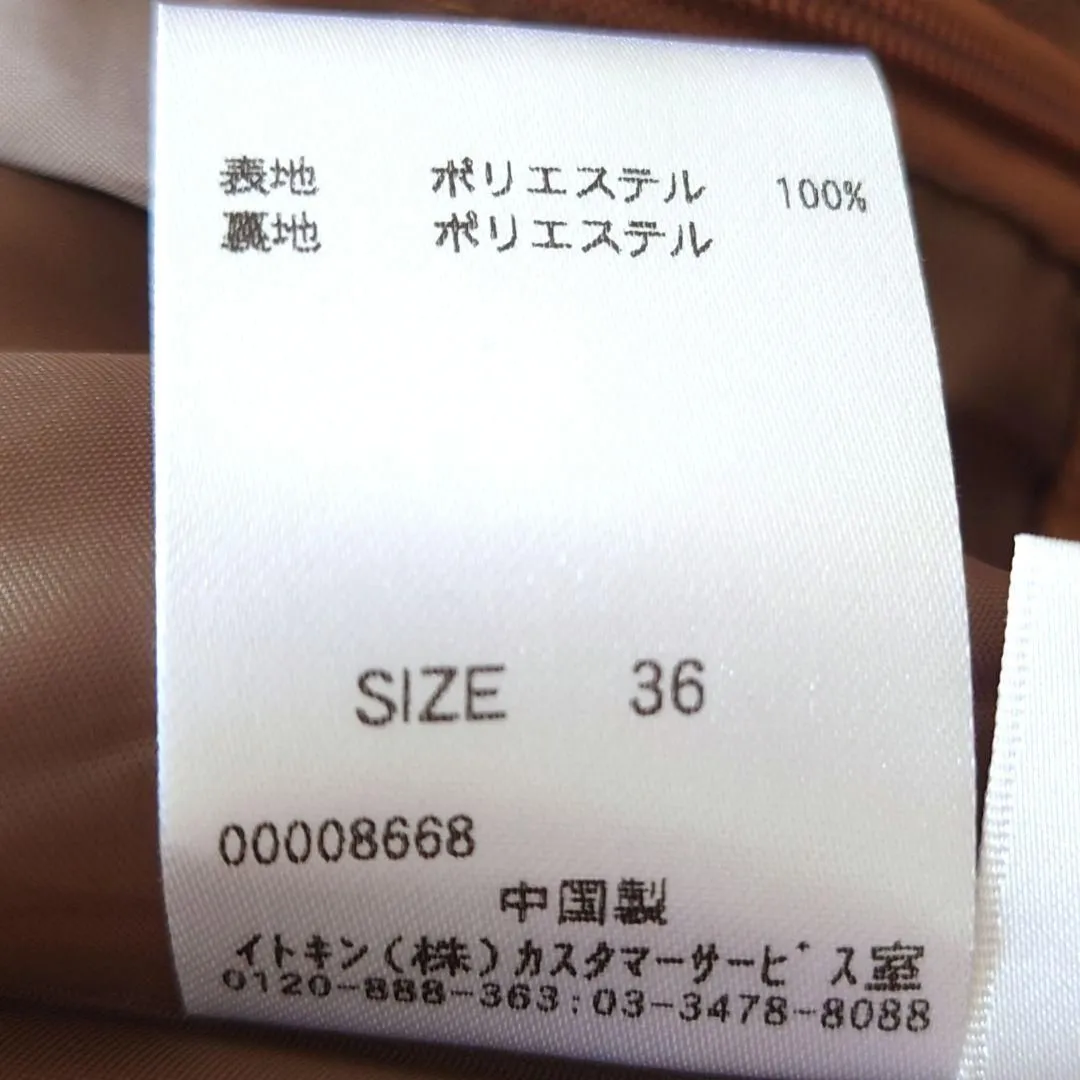 表地 ポリエステル 100%
裏地 ポリエステル
SIZE 36
00008668
中国製
イトキン(株)カスタマーサービス室
0120-888-363:03-3478-8088